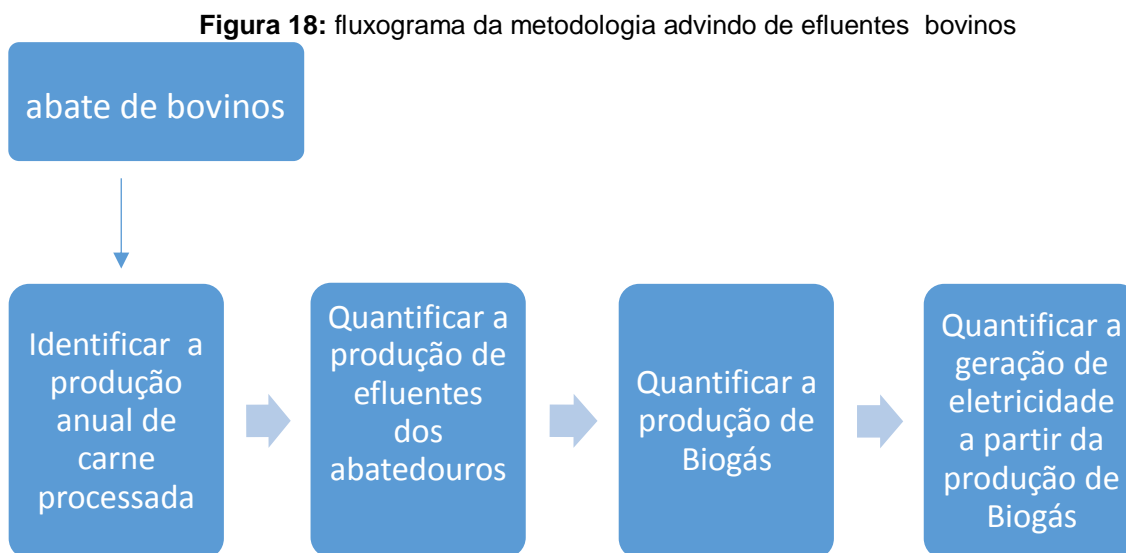 Figura 18: fluxograma da metodologia advindo de efluentes bovinos
abate de bovinos
Identificar a
produção
anual de
carne
processada
Quantificar a
produção de
efluentes
dos
abatedouros
Quantificar a
produção de
Biogás
Quantificar a
geração de
eletricidade
a partir da
produção de
Biogás